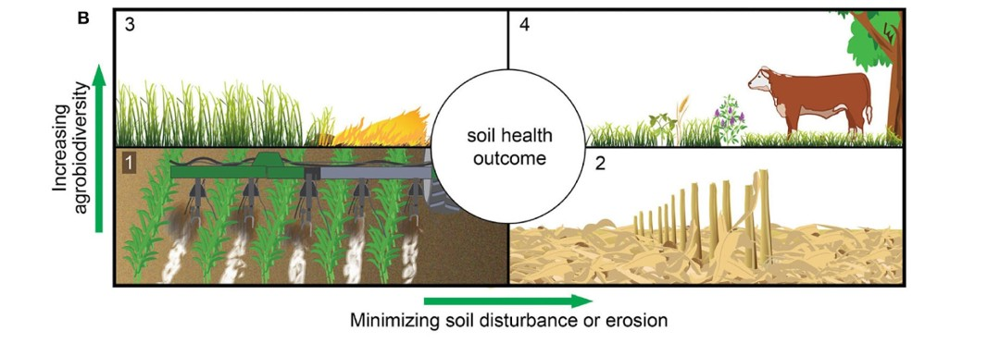 B
3
4
Increasing
agrobiodiversity
soil health
outcome
1
2
Minimizing soil disturbance or erosion